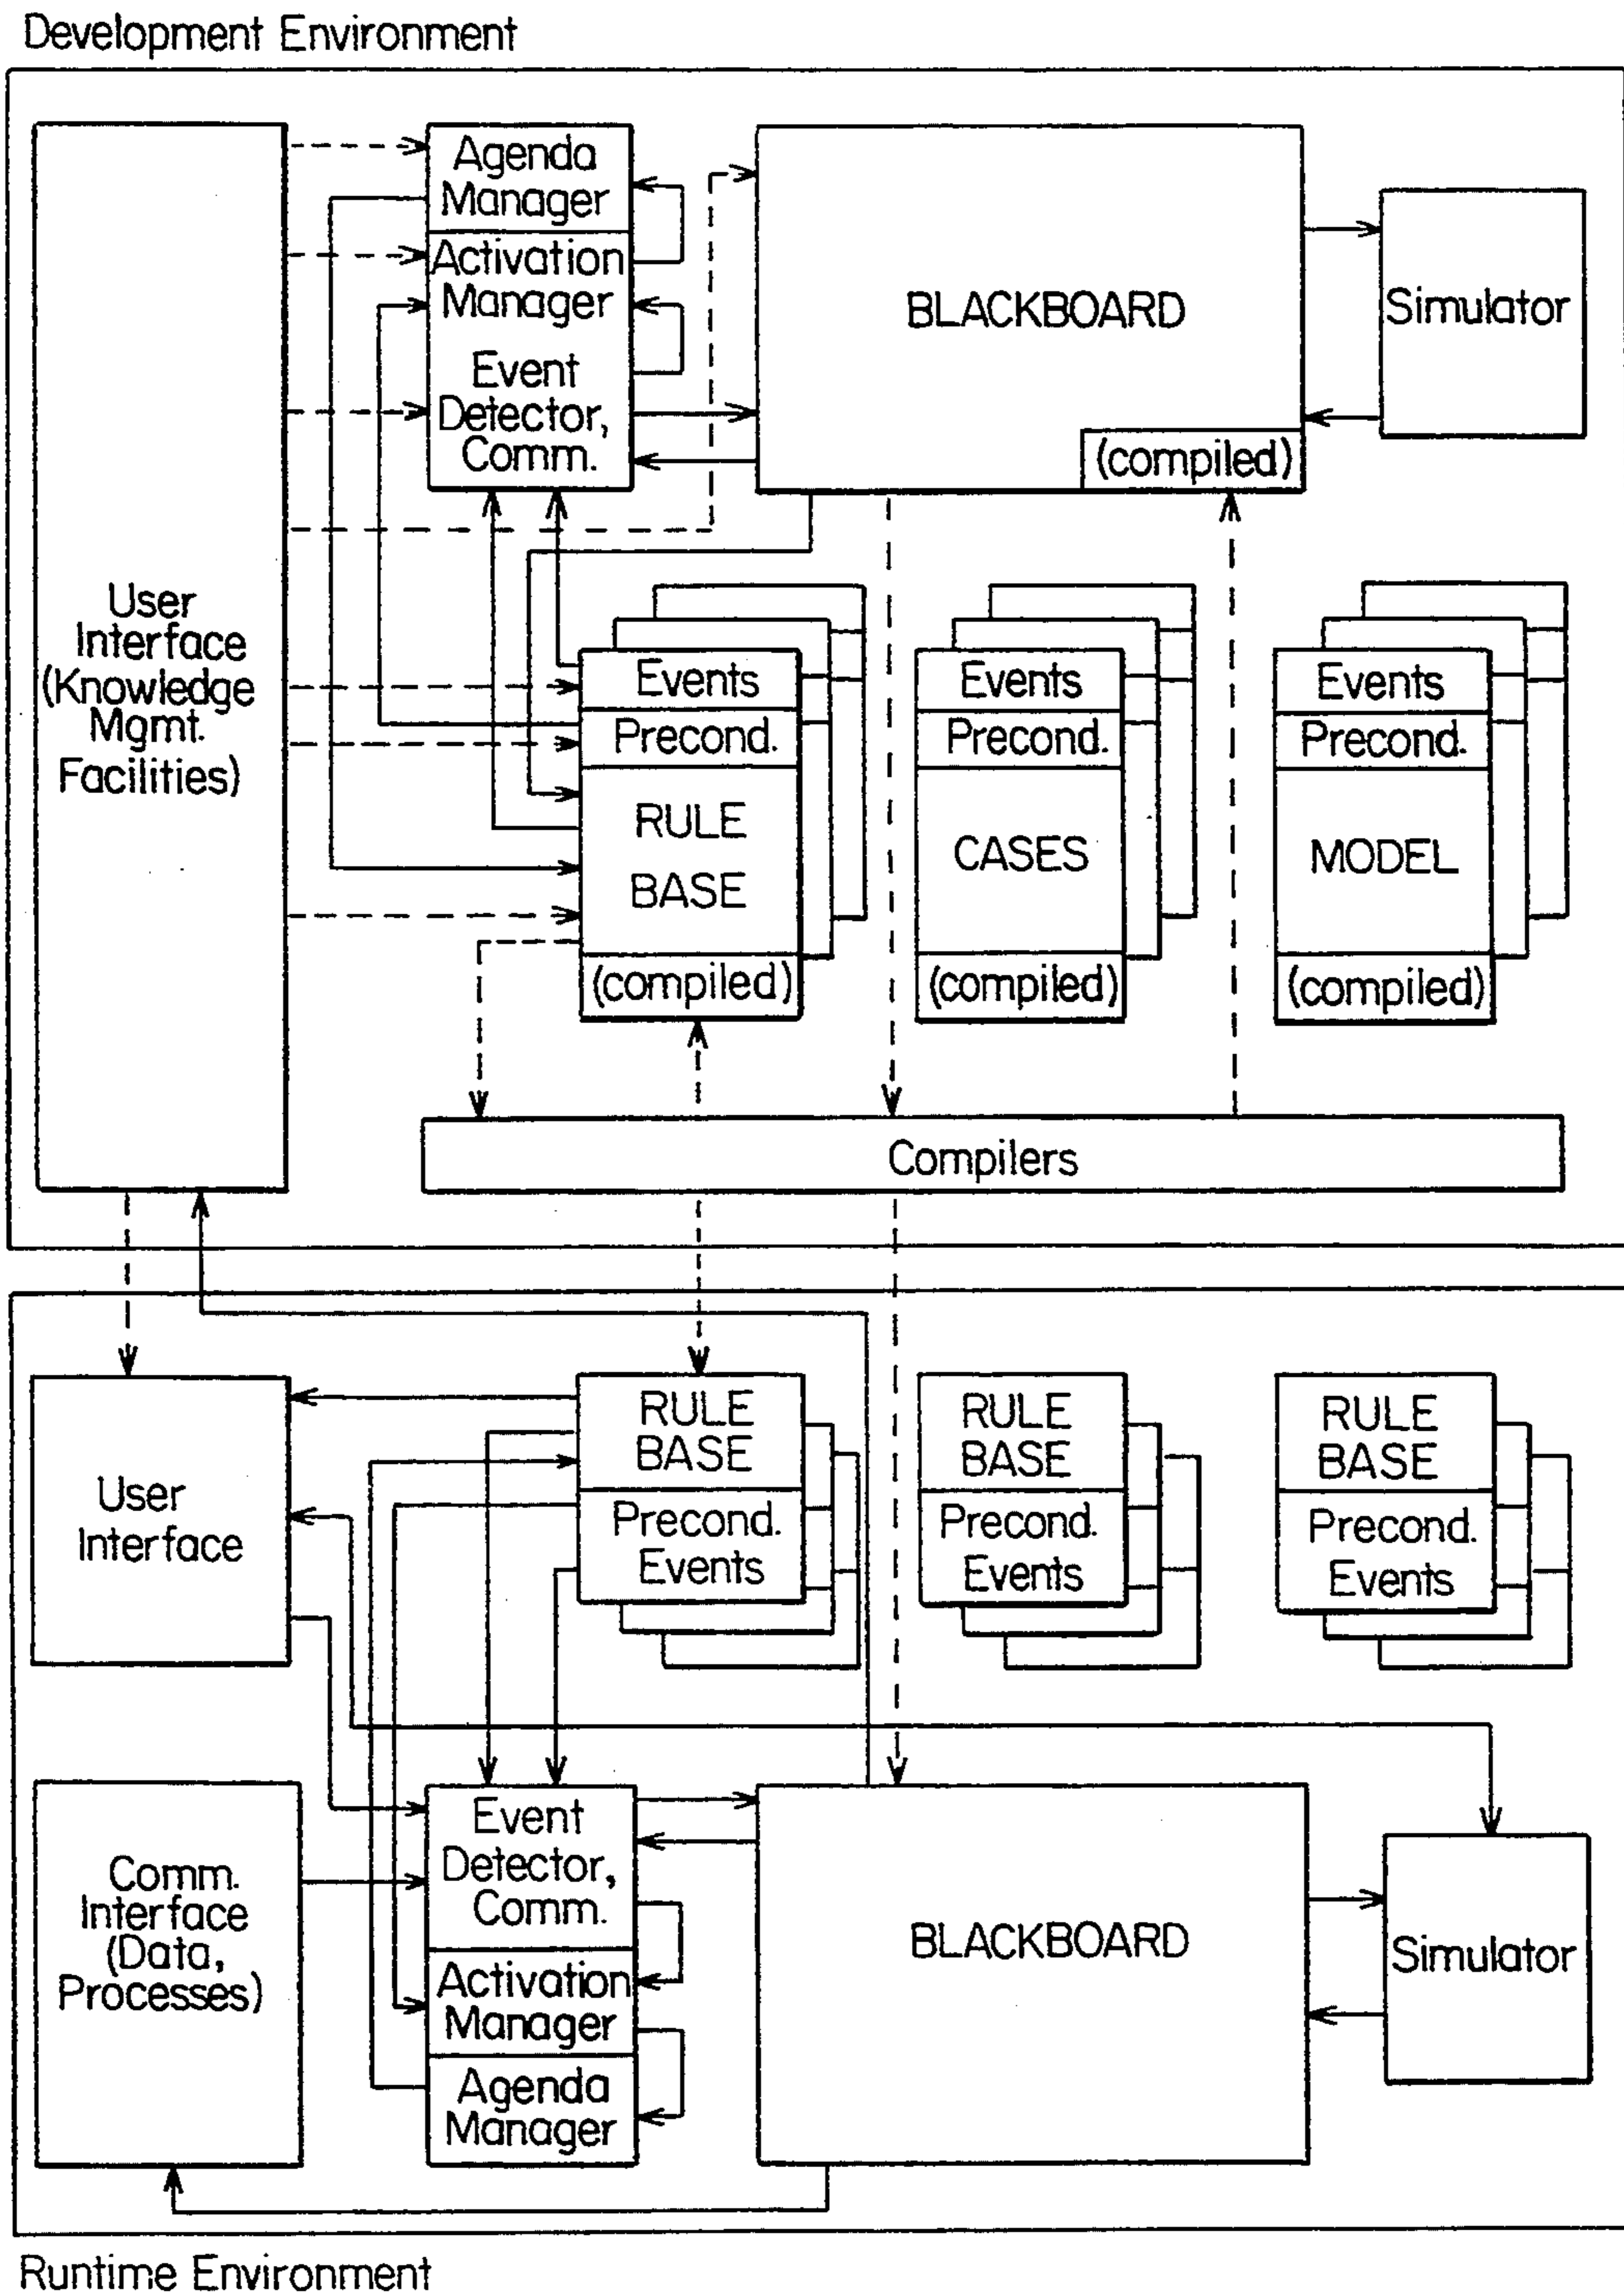 Development Environment
Agenda
Manager
Activation
Manager
Event
Detector,
Comm.
BLACKBOARD
(compiled)
Simulator
User
Interface
(Knowledge
Mgmt.
Facilities)
Events
Precond.
RULE
BASE
(compiled)
Events
Precond.
CASES
(compiled)
Events
Precond.
MODEL
(compiled)
Compilers
User
Interface
RULE
BASE
Precond.
Events
RULE
BASE
Precond.
Events
RULE
BASE
Precond.
Events
Comm.
Interface
(Data,
Processes)
Event
Detector,
Comm.
Activation
Manager
Agenda
Manager
BLACKBOARD
Simulator
Runtime Environment